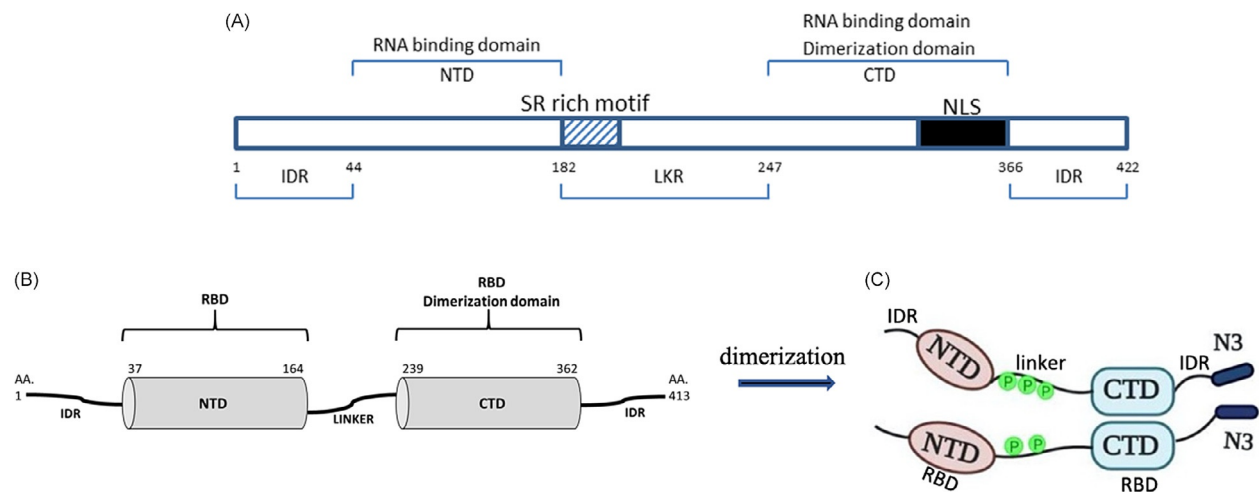 (A)
RNA binding domain
NTD
RNA binding domain
Dimerization domain
CTD
SR rich motif
NLS
1 44 182 247 366 422
IDR LKR IDR
(B)
RBD
RBD
Dimerization domain
37 164 239 362
AA.
1
NTD
CTD
AA.
413
IDR
LINKER
IDR
dimerization
(C)
IDR
NTD
linker
P P P
CTD
IDR
N3
NTD
RBD
P P
CTD
RBD
N3